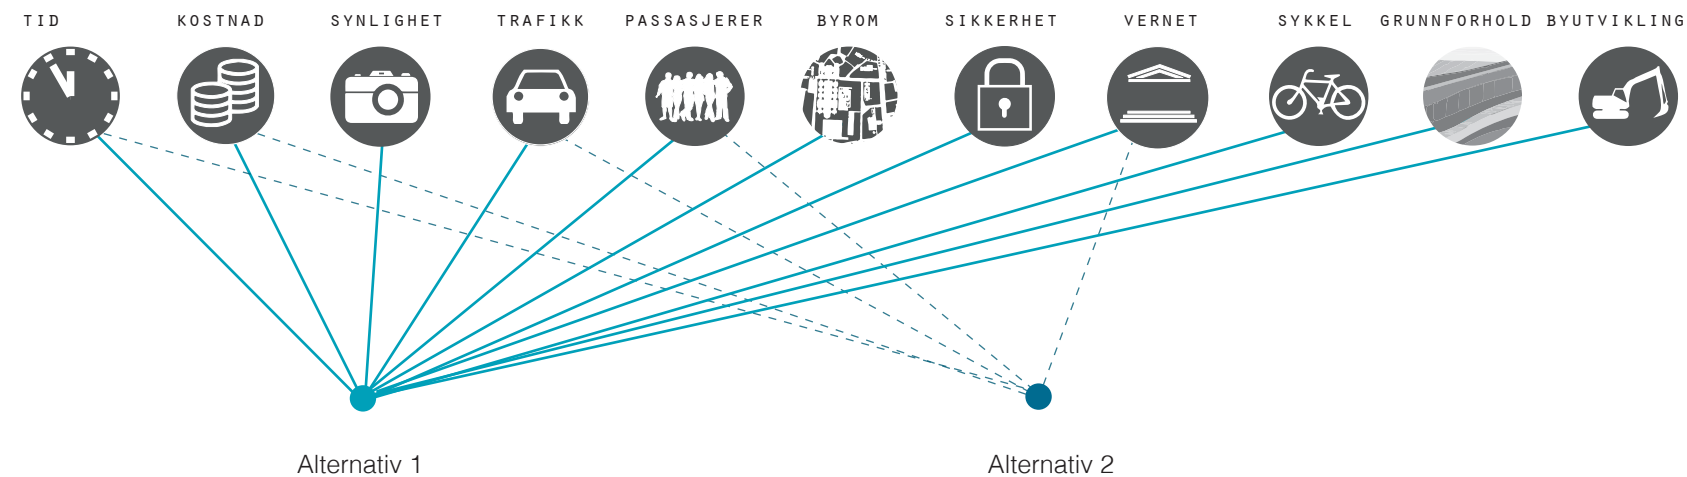 TID KOSTNAD SYNLIGHET TRAFIKK PASSASJERER BYROM SIKKERHET VERNET SYKKEL GRUNNFORHOLD BYUTVIKLING
Alternativ 1 Alternativ 2